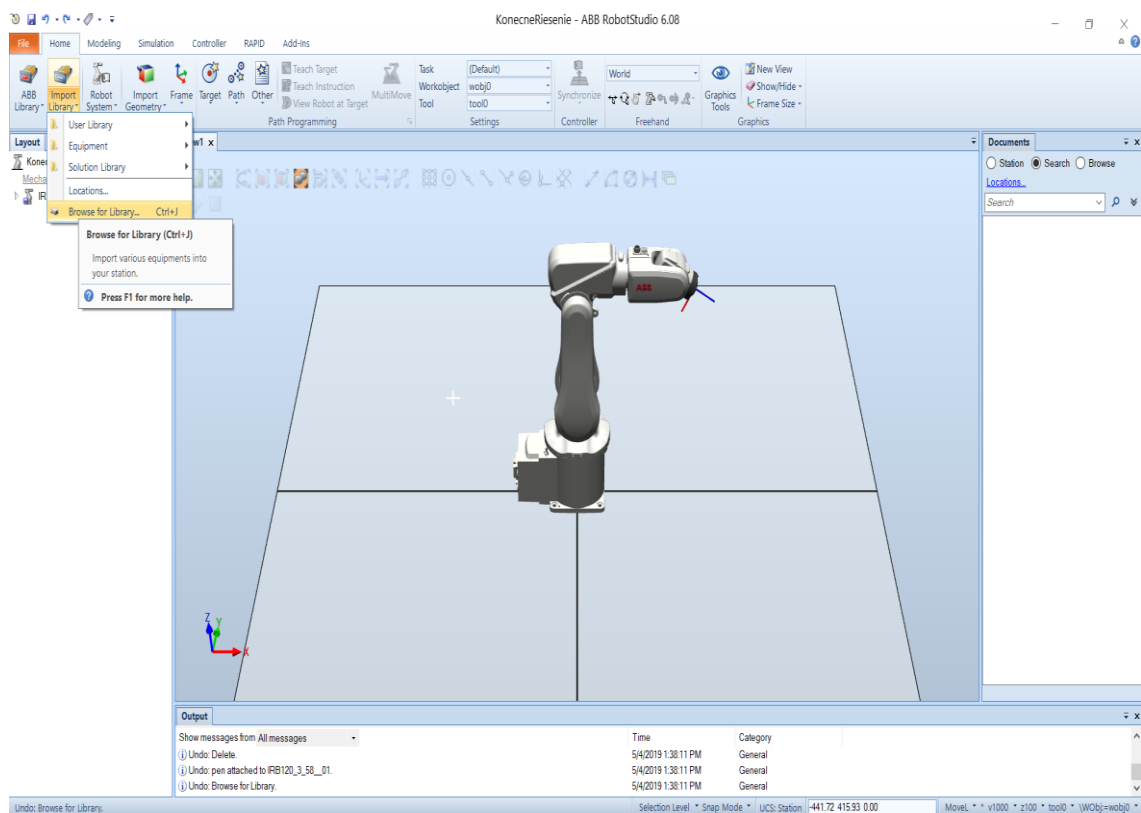 KonecneRiesenie - ABB RobotStudio 6.08
File Home Modeling Simulation Controller RAPID Add-Ins
ABB Library
Import Library
Robot System
Import Geometry
Frame
Target
Path
Other
Teach Target
Teach Instruction
View Robot at Target
MultiMove
Path Programming
Task (Default)
Workobject wobj0
Tool tool0
Settings
Synchronize
Controller
World
Freehand
Graphics Tools
New View
Show/Hide
Frame Size
Graphics
User Library
Equipment
Solution Library
Locations...
Browse for Library... Ctrl+J
Browse for Library (Ctrl+J)
Import various equipments into
your station.
Press F1 for more help.
Layout
w1 x
Kone
Mecha
IR
ABB
Z
Y
X
Documents
Station Search Browse
Locations...
Search
Output
Show messages from All messages Time Category
Undo: Delete. 5/4/2019 1:38:11 PM General
Undo: pen attached to IRB120_3_58__01. 5/4/2019 1:38:11 PM General
Undo: Browse for Library. 5/4/2019 1:38:11 PM General
Undo: Browse for Library. Selection Level Snap Mode UCS: Station -441.72 415.93 0.00 MoveL * v1000 z100 tool0 \WObj:=wobj0